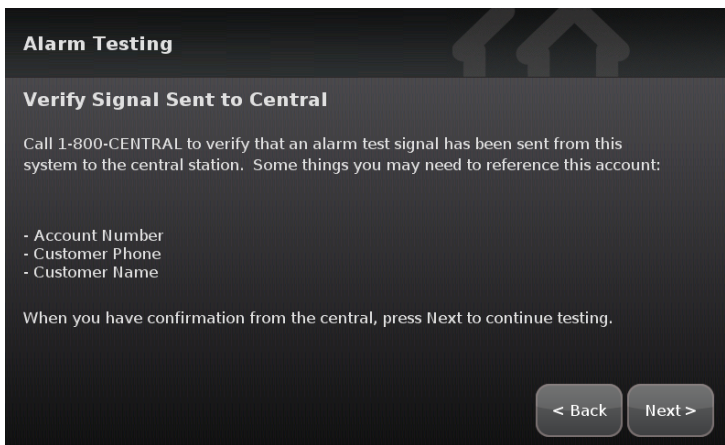 Alarm Testing
Verify Signal Sent to Central
Call 1-800-CENTRAL to verify that an alarm test signal has been sent from this
system to the central station.  Some things you may need to reference this account:
- Account Number
- Customer Phone
- Customer Name
When you have confirmation from the central, press Next to continue testing.
< Back
Next >